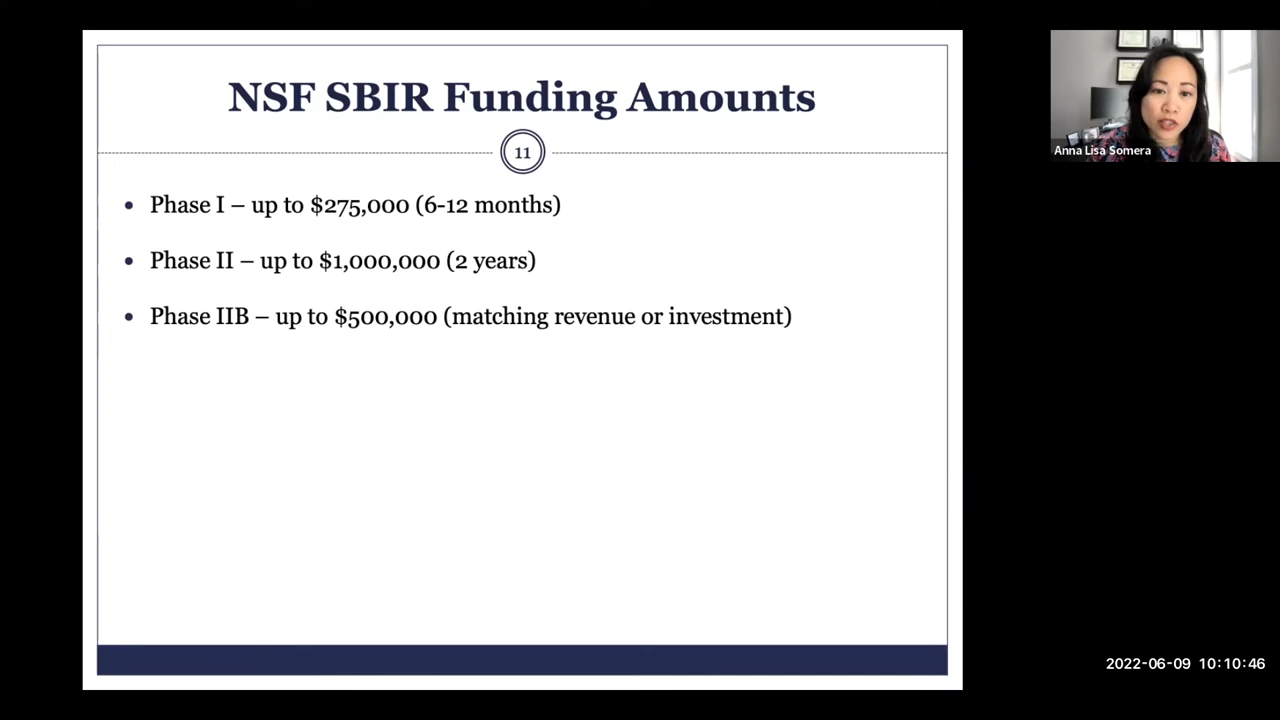 NSF SBIR Funding Amounts
11
• Phase I – up to $275,000 (6-12 months)
• Phase II – up to $1,000,000 (2 years)
• Phase IIB – up to $500,000 (matching revenue or investment)
Anna Lisa Somera
2022-06-09 10:10:46